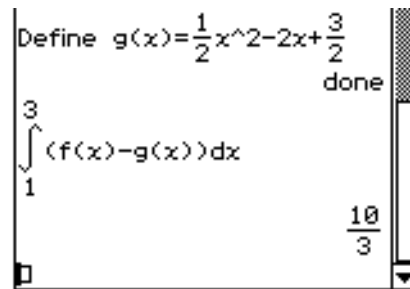 Define g(x)=1/2x^2-2x+3/2
done
3
∫(f(x)-g(x))dx
1
10/3